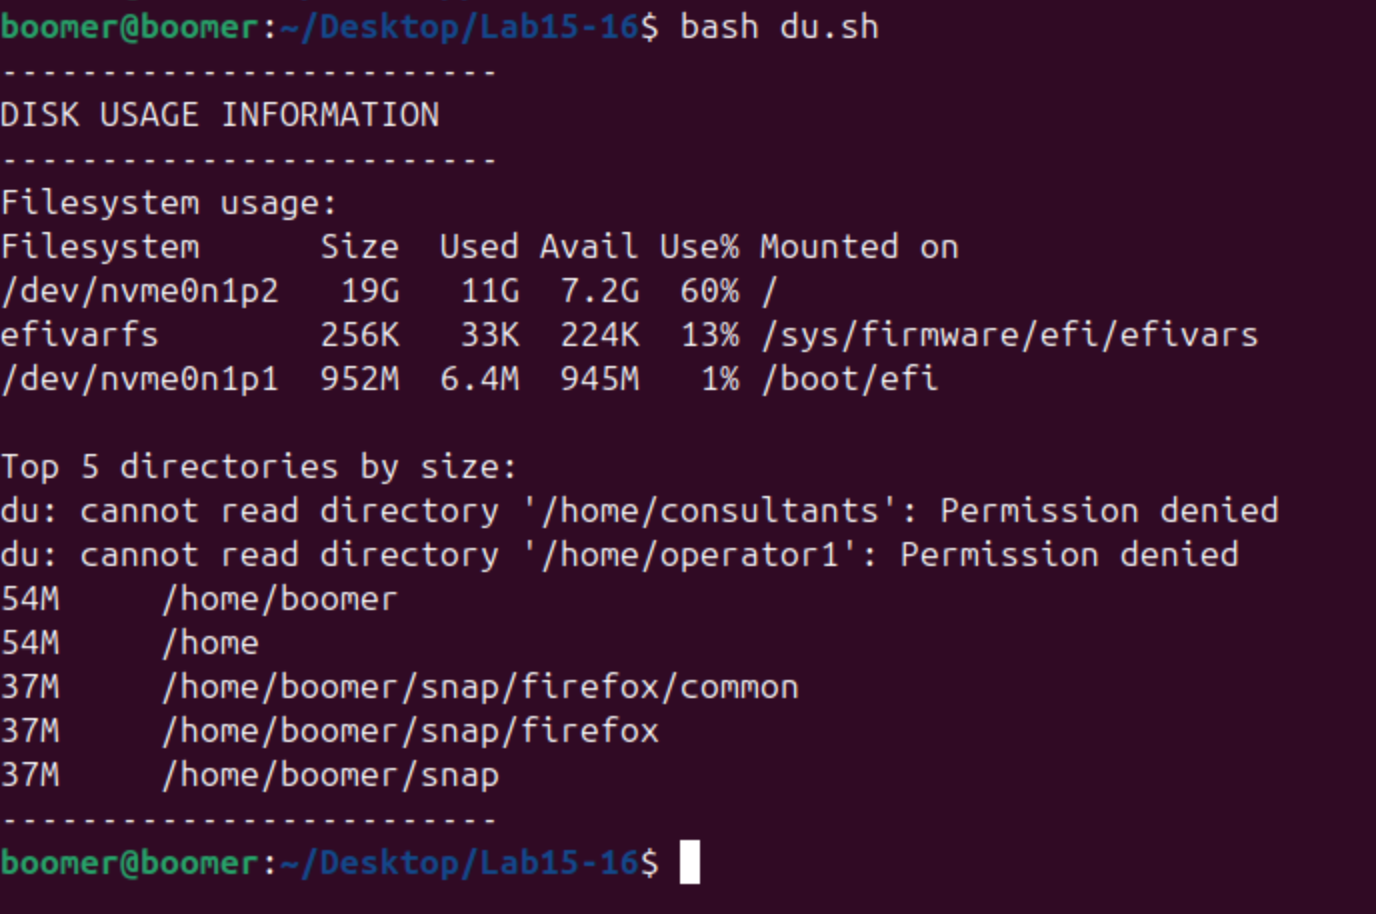 boomer@boomer:~/Desktop/Lab15-16$ bash du.sh
-------------------------
DISK USAGE INFORMATION
-------------------------
Filesystem usage:
Filesystem      Size  Used Avail Use% Mounted on
/dev/nvme0n1p2   19G   11G  7.2G  60% /
efivarfs        256K   33K  224K  13% /sys/firmware/efi/efivars
/dev/nvme0n1p1  952M  6.4M  945M   1% /boot/efi

Top 5 directories by size:
du: cannot read directory '/home/consultants': Permission denied
du: cannot read directory '/home/operator1': Permission denied
54M     /home/boomer
54M     /home
37M     /home/boomer/snap/firefox/common
37M     /home/boomer/snap/firefox
37M     /home/boomer/snap
-------------------------
boomer@boomer:~/Desktop/Lab15-16$